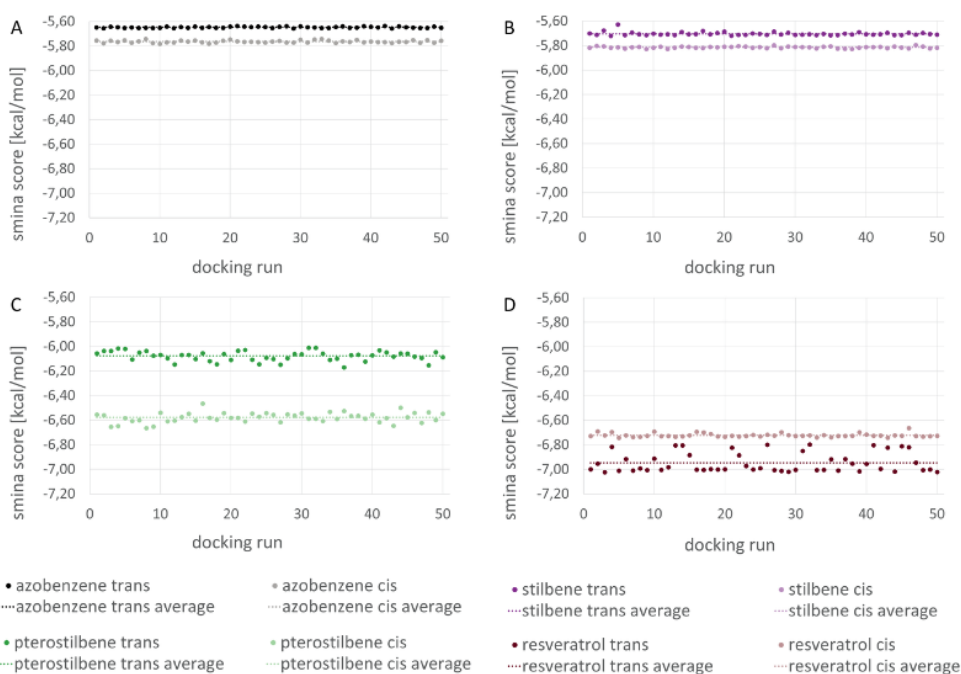 A
-5,60
-5,80
-6,00
-6,20
-6,40
-6,60
-6,80
-7,00
-7,20
smina score [kcal/mol]
0 10 20 30 40 50
docking run
B
-5,60
-5,80
-6,00
-6,20
-6,40
-6,60
-6,80
-7,00
-7,20
smina score [kcal/mol]
0 10 20 30 40 50
docking run
C
-5,60
-5,80
-6,00
-6,20
-6,40
-6,60
-6,80
-7,00
-7,20
smina score [kcal/mol]
0 10 20 30 40 50
docking run
D
-5,60
-5,80
-6,00
-6,20
-6,40
-6,60
-6,80
-7,00
-7,20
smina score [kcal/mol]
0 10 20 30 40 50
docking run
azobenzene trans
azobenzene trans average
azobenzene cis
azobenzene cis average
pterostilbene trans
pterostilbene trans average
pterostilbene cis
pterostilbene cis average
stilbene trans
stilbene trans average
stilbene cis
stilbene cis average
resveratrol trans
resveratrol trans average
resveratrol cis
resveratrol cis average